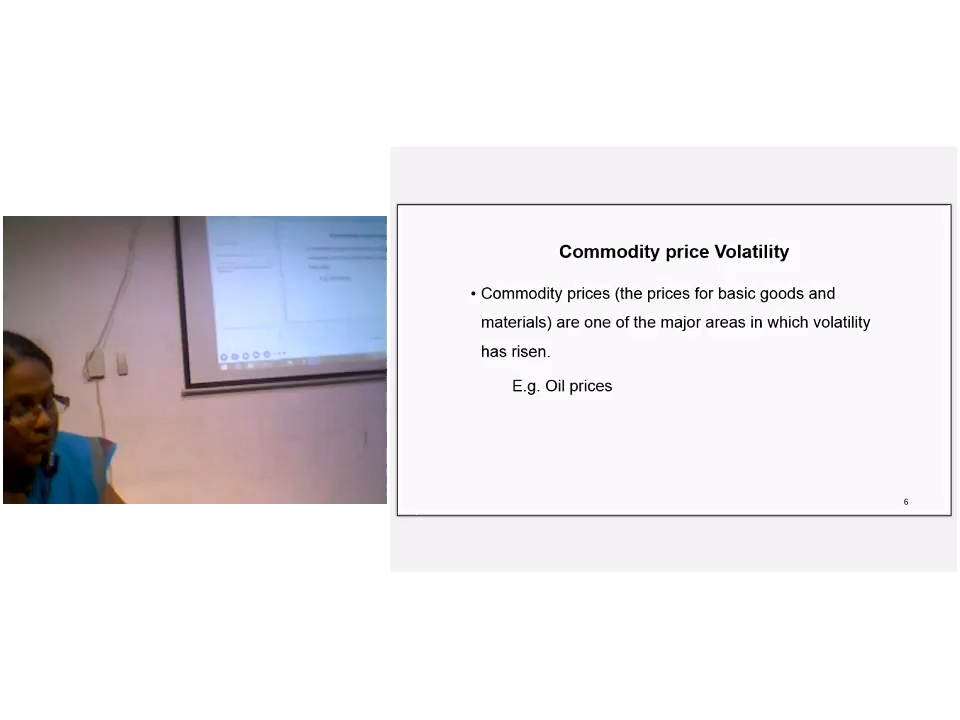 Commodity price Volatility
• Commodity prices (the prices for basic goods and
materials) are one of the major areas in which volatility
has risen.
E.g. Oil prices
6